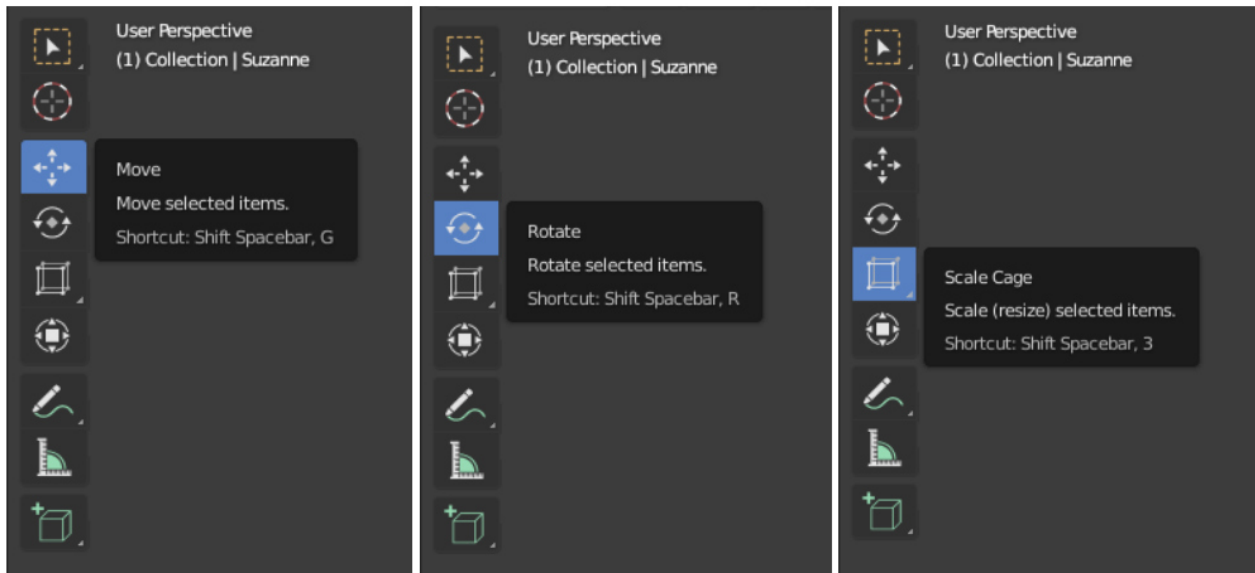 User Perspective
(1) Collection | Suzanne
Move
Move selected items.
Shortcut: Shift Spacebar, G
User Perspective
(1) Collection | Suzanne
Rotate
Rotate selected items.
Shortcut: Shift Spacebar, R
User Perspective
(1) Collection | Suzanne
Scale Cage
Scale (resize) selected items.
Shortcut: Shift Spacebar, 3